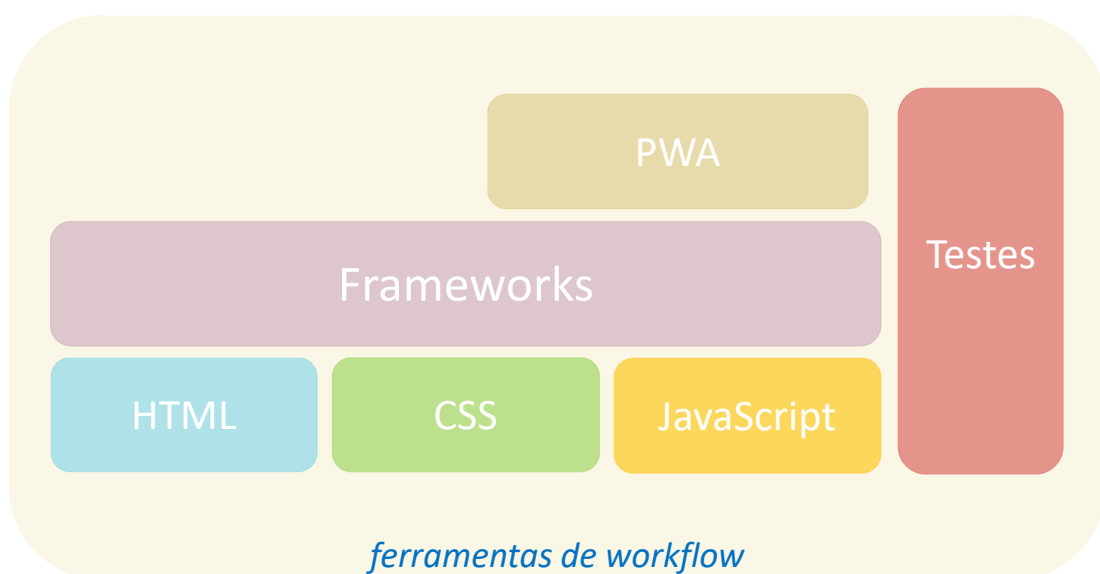 PWA
Testes
Frameworks
HTML
CSS
JavaScript
ferramentas de workflow